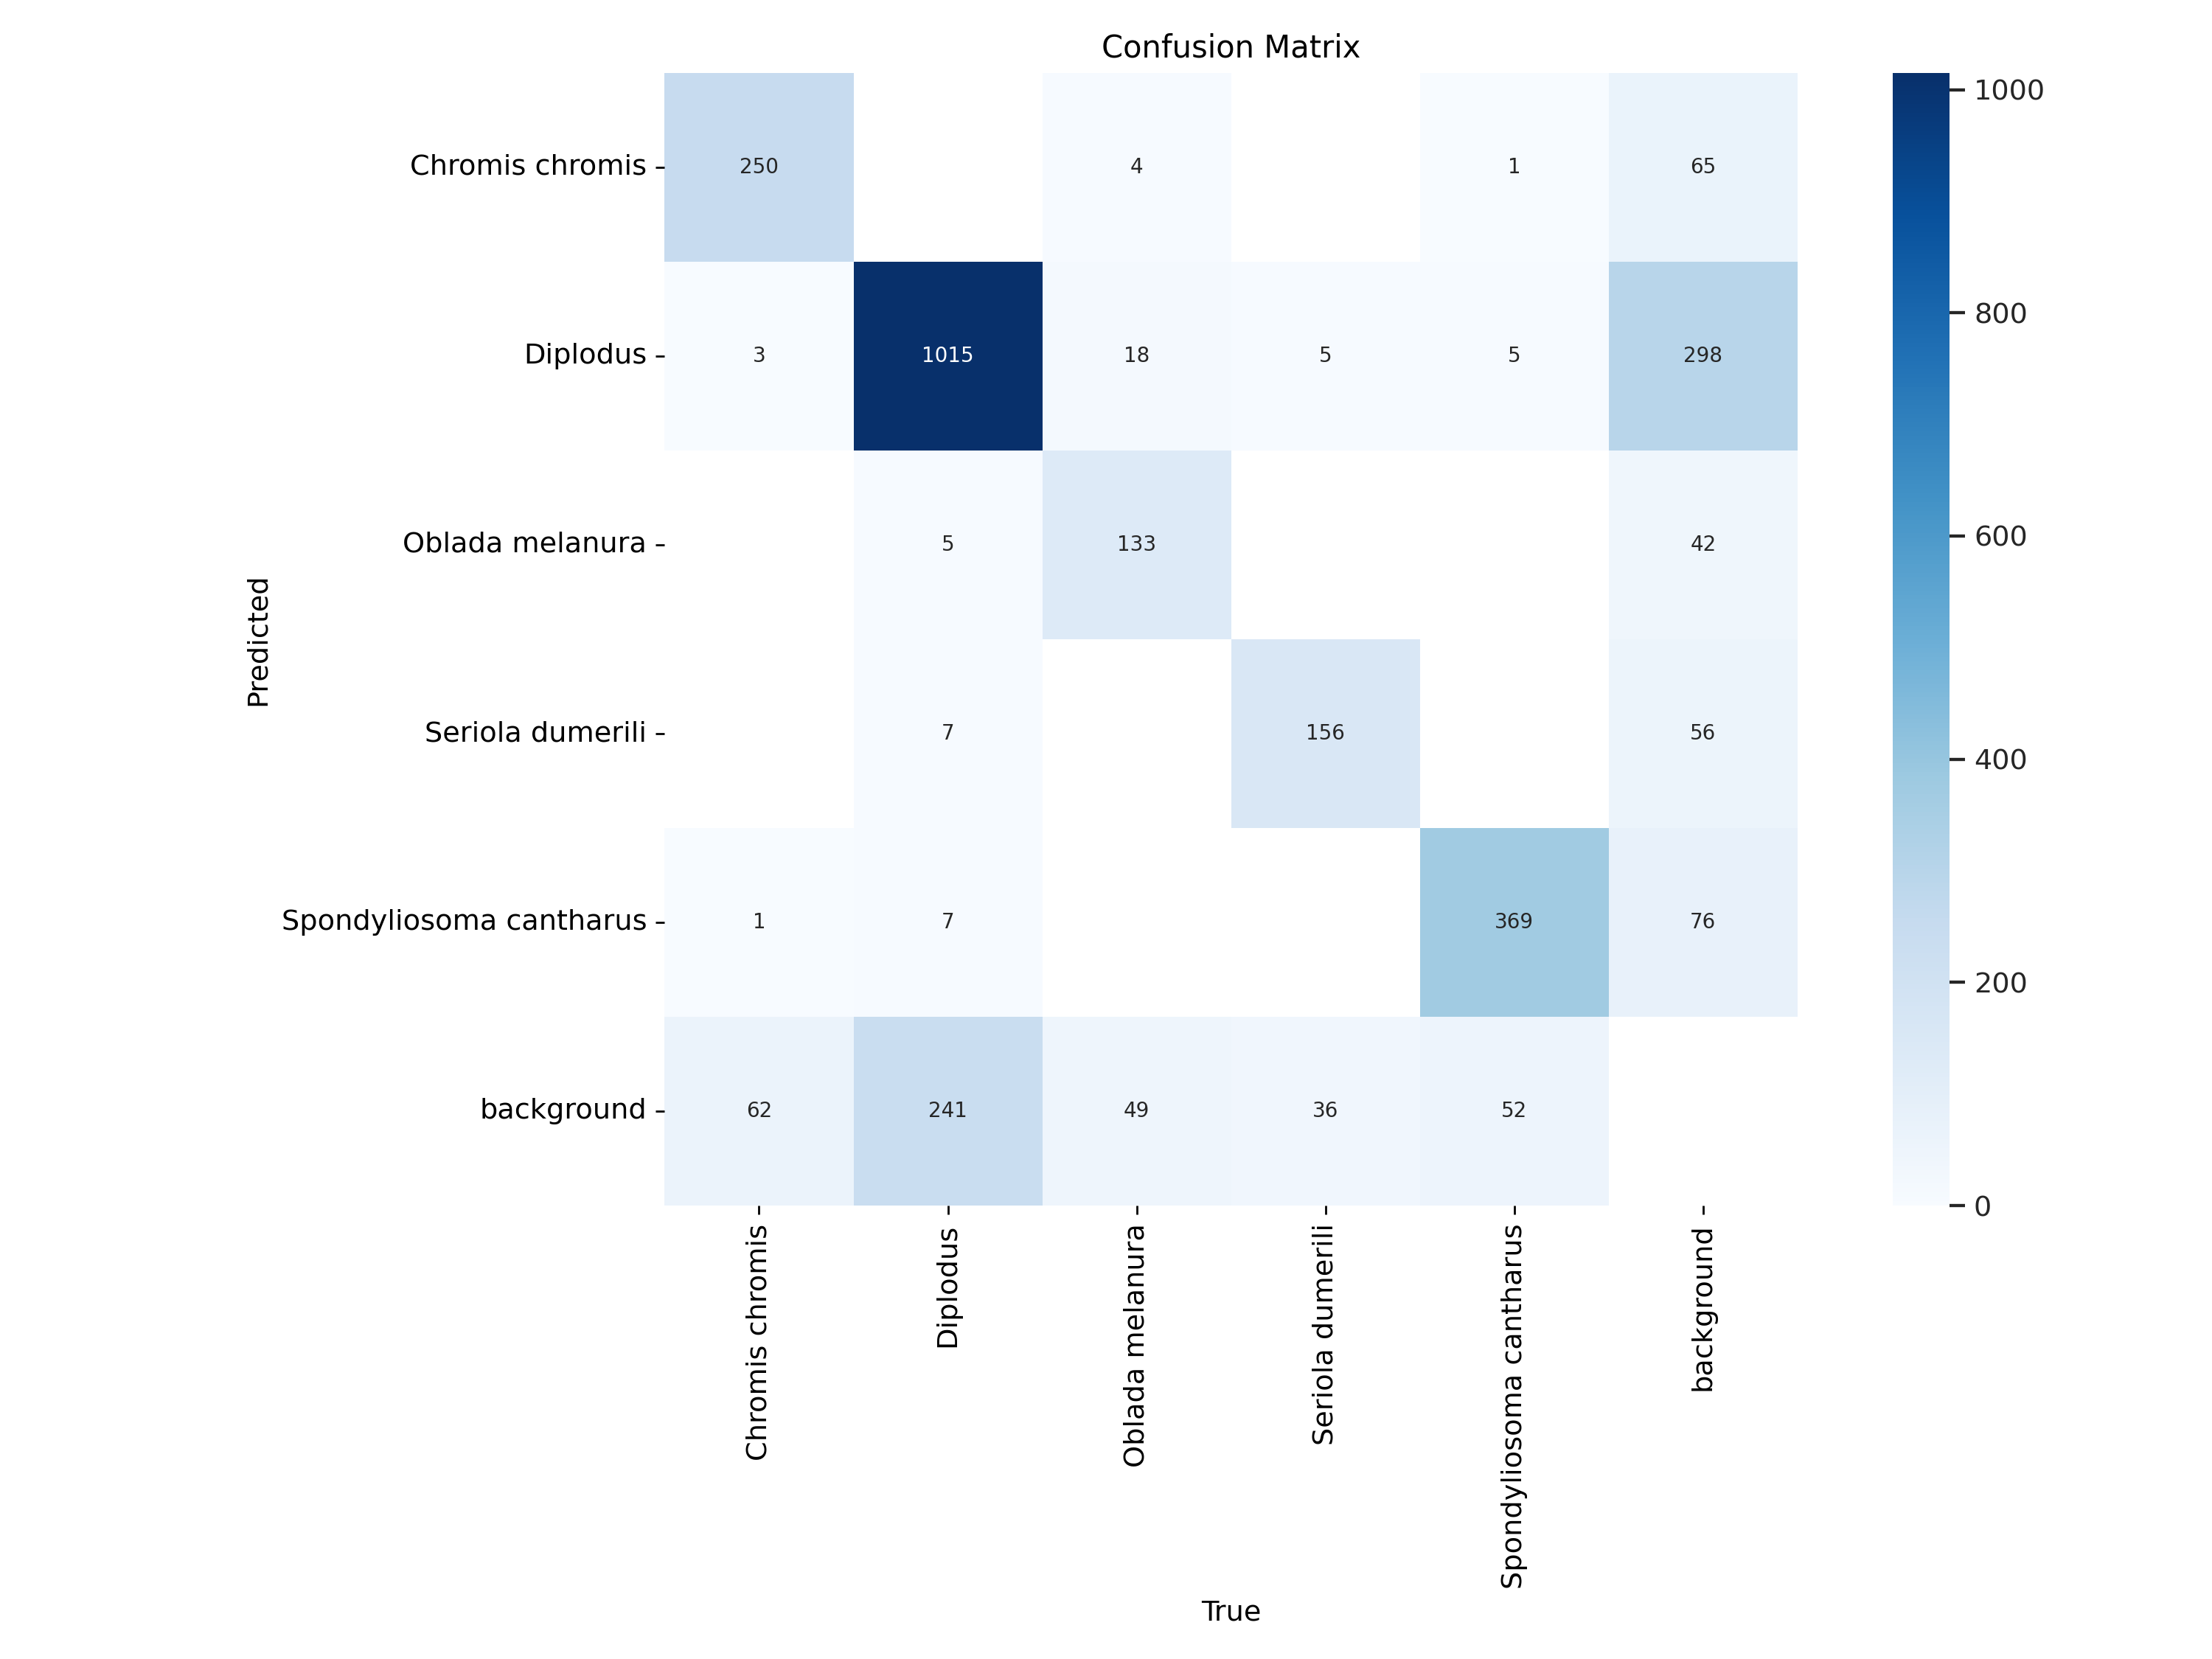 Confusion Matrix
Predicted
Chromis chromis 250 4 1 65
Diplodus 3 1015 18 5 5 298
Oblada melanura 5 133 42
Seriola dumerili 7 156 56
Spondyliosoma cantharus 1 7 369 76
background 62 241 49 36 52
Chromis chromis
Diplodus
Oblada melanura
Seriola dumerili
Spondyliosoma cantharus
background
True
1000
800
600
400
200
0